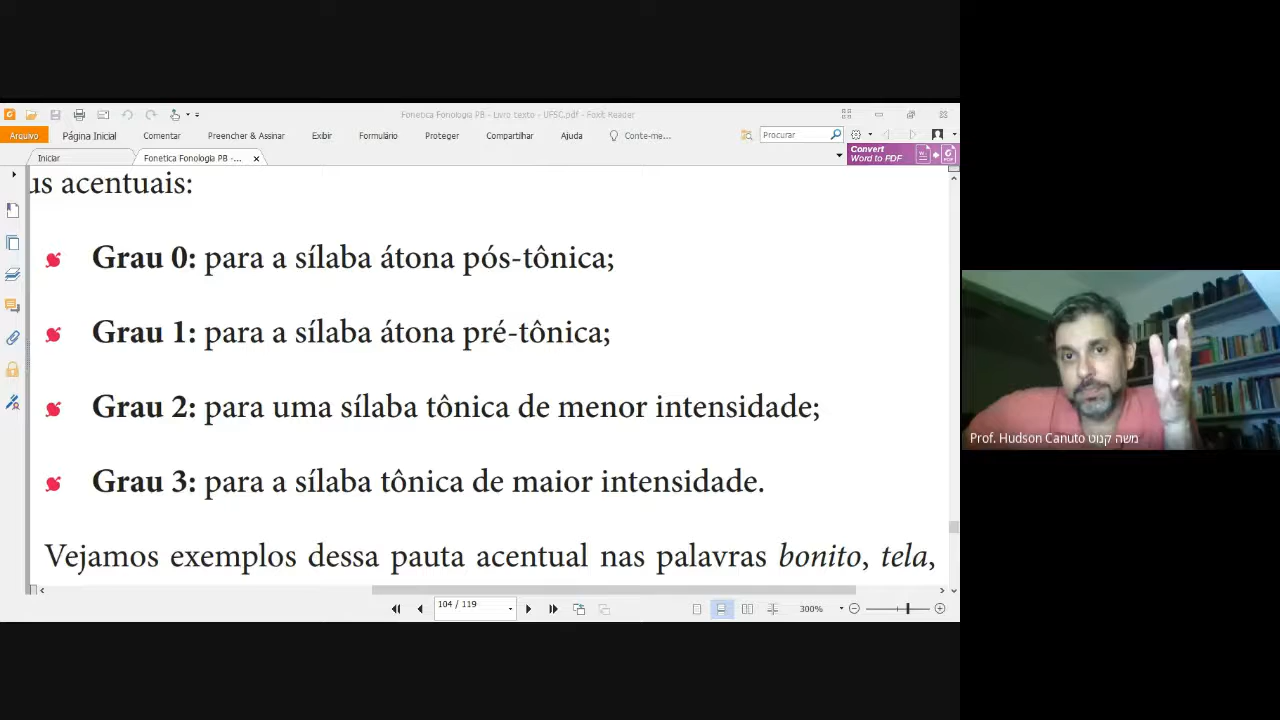 Fonetica Fonologia PB - Livro texto - UFSC.pdf - Foxit Reader
Arquivo Página Inicial Comentar Preencher & Assinar Exibir Formulário Proteger Compartilhar Ajuda Conte-me... Procurar
Iniciar Fonetica Fonologia PB -... Convert
Word to PDF
us acentuais:
Grau 0: para a sílaba átona pós-tônica;
Grau 1: para a sílaba átona pré-tônica;
Grau 2: para uma sílaba tônica de menor intensidade;
Grau 3: para a sílaba tônica de maior intensidade.
Vejamos exemplos dessa pauta acentual nas palavras bonito, tela,
104 / 119 300%
Prof. Hudson Canuto משה קנוט